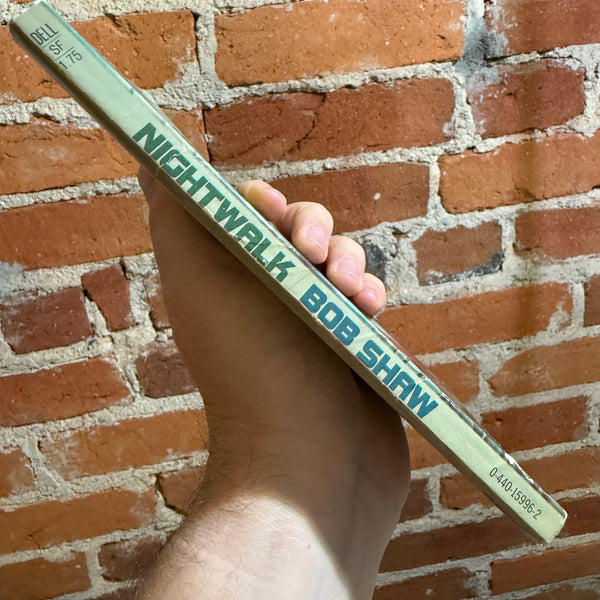 DELL
SF
1.75
NIGHTWALK BOB SHAW
0-440-15996-2